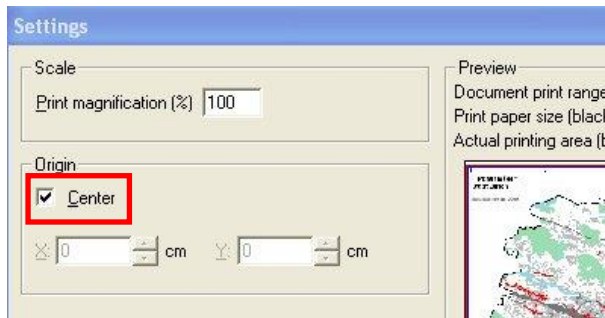 Settings
Scale
Print magnification (%) 100
Origin
Center
X: 0 cm Y: 0 cm
Preview
Document print range
Print paper size (blac
Actual printing area (b